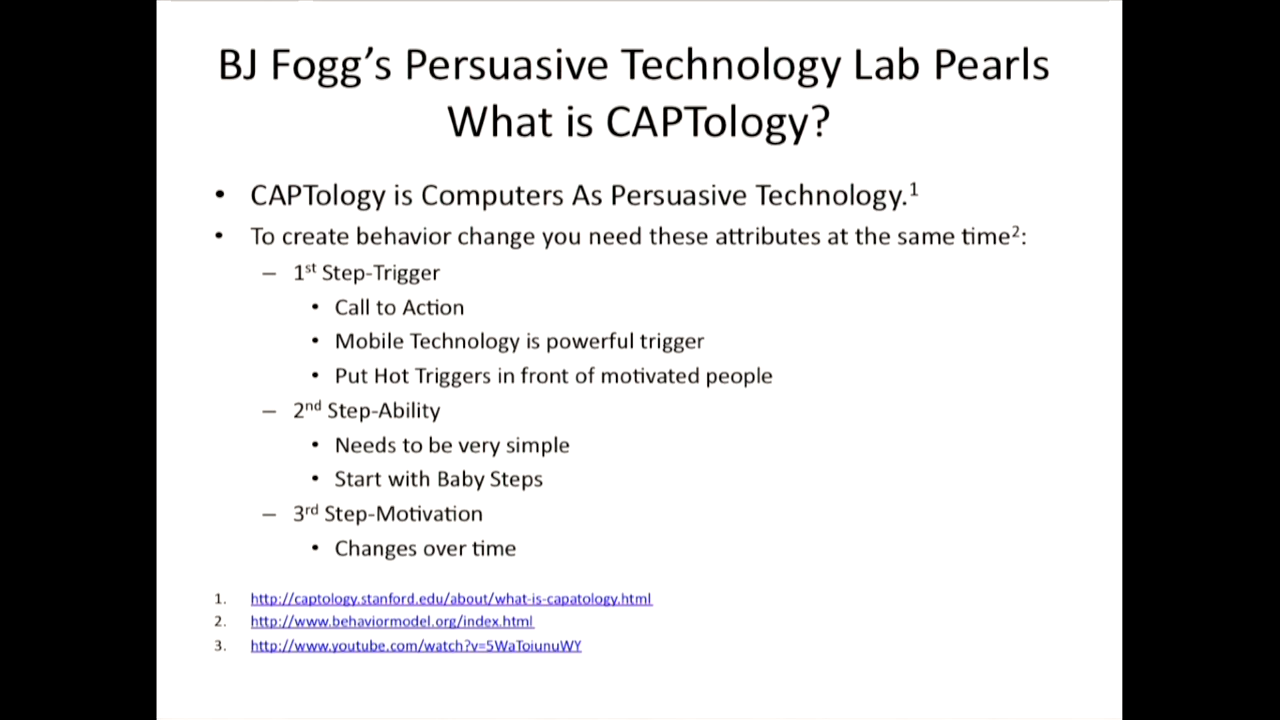 BJ Fogg's Persuasive Technology Lab Pearls
What is CAPTology?
• CAPTology is Computers As Persuasive Technology.¹
• To create behavior change you need these attributes at the same time²:
– 1st Step-Trigger
• Call to Action
• Mobile Technology is powerful trigger
• Put Hot Triggers in front of motivated people
– 2nd Step-Ability
• Needs to be very simple
• Start with Baby Steps
– 3rd Step-Motivation
• Changes over time
1. http://captology.stanford.edu/about/what-is-capatology.html
2. http://www.behaviormodel.org/index.html
3. http://www.youtube.com/watch?v=5WaToiunuWY